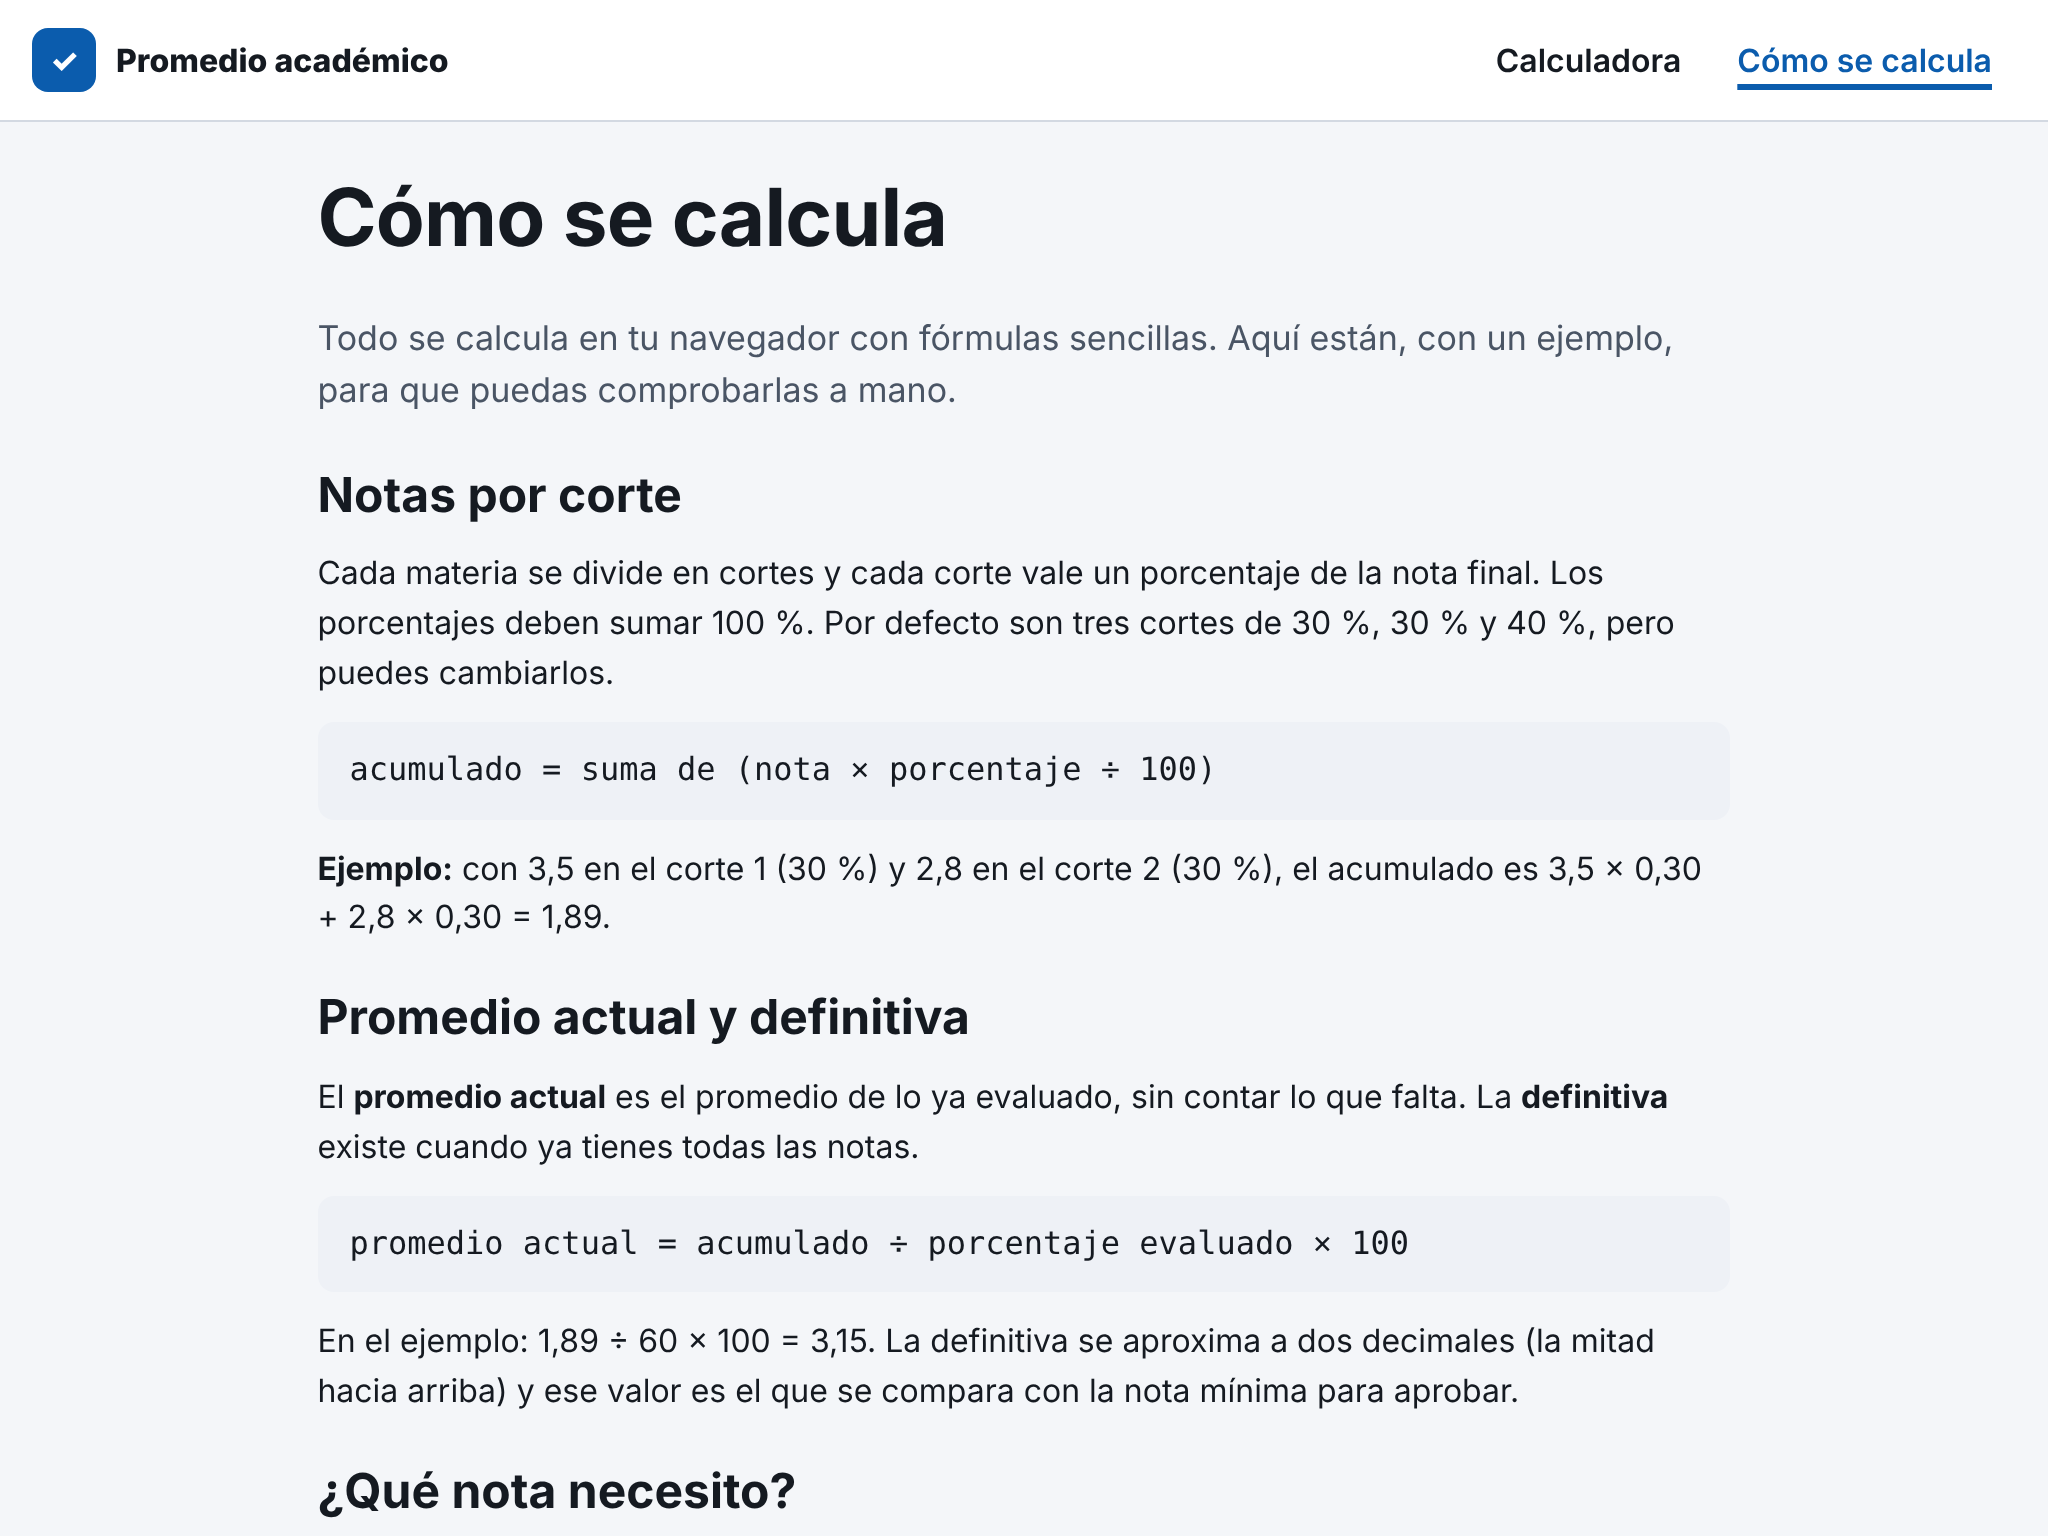 Promedio académico
Calculadora
Cómo se calcula
Cómo se calcula
Todo se calcula en tu navegador con fórmulas sencillas. Aquí están, con un ejemplo,
para que puedas comprobarlas a mano.
Notas por corte
Cada materia se divide en cortes y cada corte vale un porcentaje de la nota final. Los
porcentajes deben sumar 100 %. Por defecto son tres cortes de 30 %, 30 % y 40 %, pero
puedes cambiarlos.
acumulado = suma de (nota × porcentaje ÷ 100)
Ejemplo: con 3,5 en el corte 1 (30 %) y 2,8 en el corte 2 (30 %), el acumulado es 3,5 × 0,30
+ 2,8 × 0,30 = 1,89.
Promedio actual y definitiva
El promedio actual es el promedio de lo ya evaluado, sin contar lo que falta. La definitiva
existe cuando ya tienes todas las notas.
promedio actual = acumulado ÷ porcentaje evaluado × 100
En el ejemplo: 1,89 ÷ 60 × 100 = 3,15. La definitiva se aproxima a dos decimales (la mitad
hacia arriba) y ese valor es el que se compara con la nota mínima para aprobar.
¿Qué nota necesito?